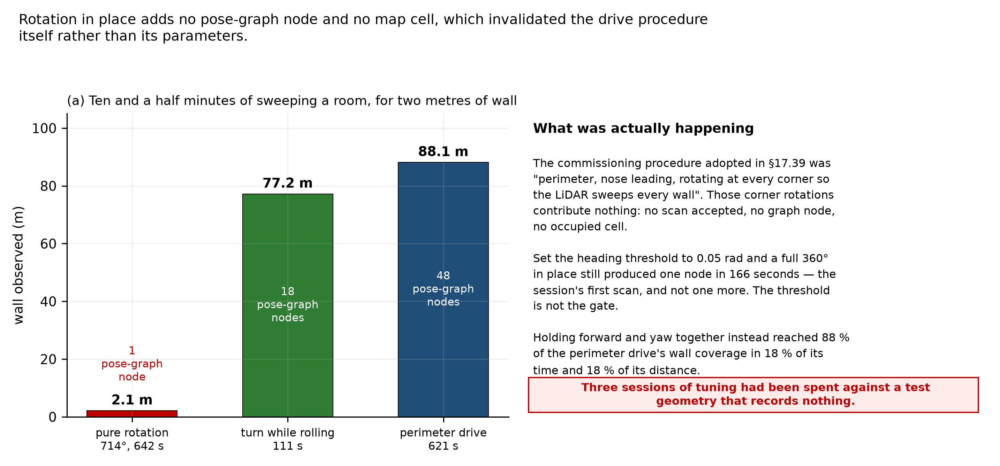 Rotation in place adds no pose-graph node and no map cell, which invalidated the drive procedure
itself rather than its parameters.
(a) Ten and a half minutes of sweeping a room, for two metres of wall
wall observed (m)
100
80
60
40
20
0
1
pose-graph
node
2.1 m
77.2 m
18
pose-graph
nodes
88.1 m
48
pose-graph
nodes
pure rotation
714°, 642 s
turn while rolling
111 s
perimeter drive
621 s
What was actually happening
The commissioning procedure adopted in §17.39 was
"perimeter, nose leading, rotating at every corner so
the LiDAR sweeps every wall". Those corner rotations
contribute nothing: no scan accepted, no graph node,
no occupied cell.
Set the heading threshold to 0.05 rad and a full 360°
in place still produced one node in 166 seconds — the
session's first scan, and not one more. The threshold
is not the gate.
Holding forward and yaw together instead reached 88 %
of the perimeter drive's wall coverage in 18 % of its
time and 18 % of its distance.
Three sessions of tuning had been spent against a test
geometry that records nothing.